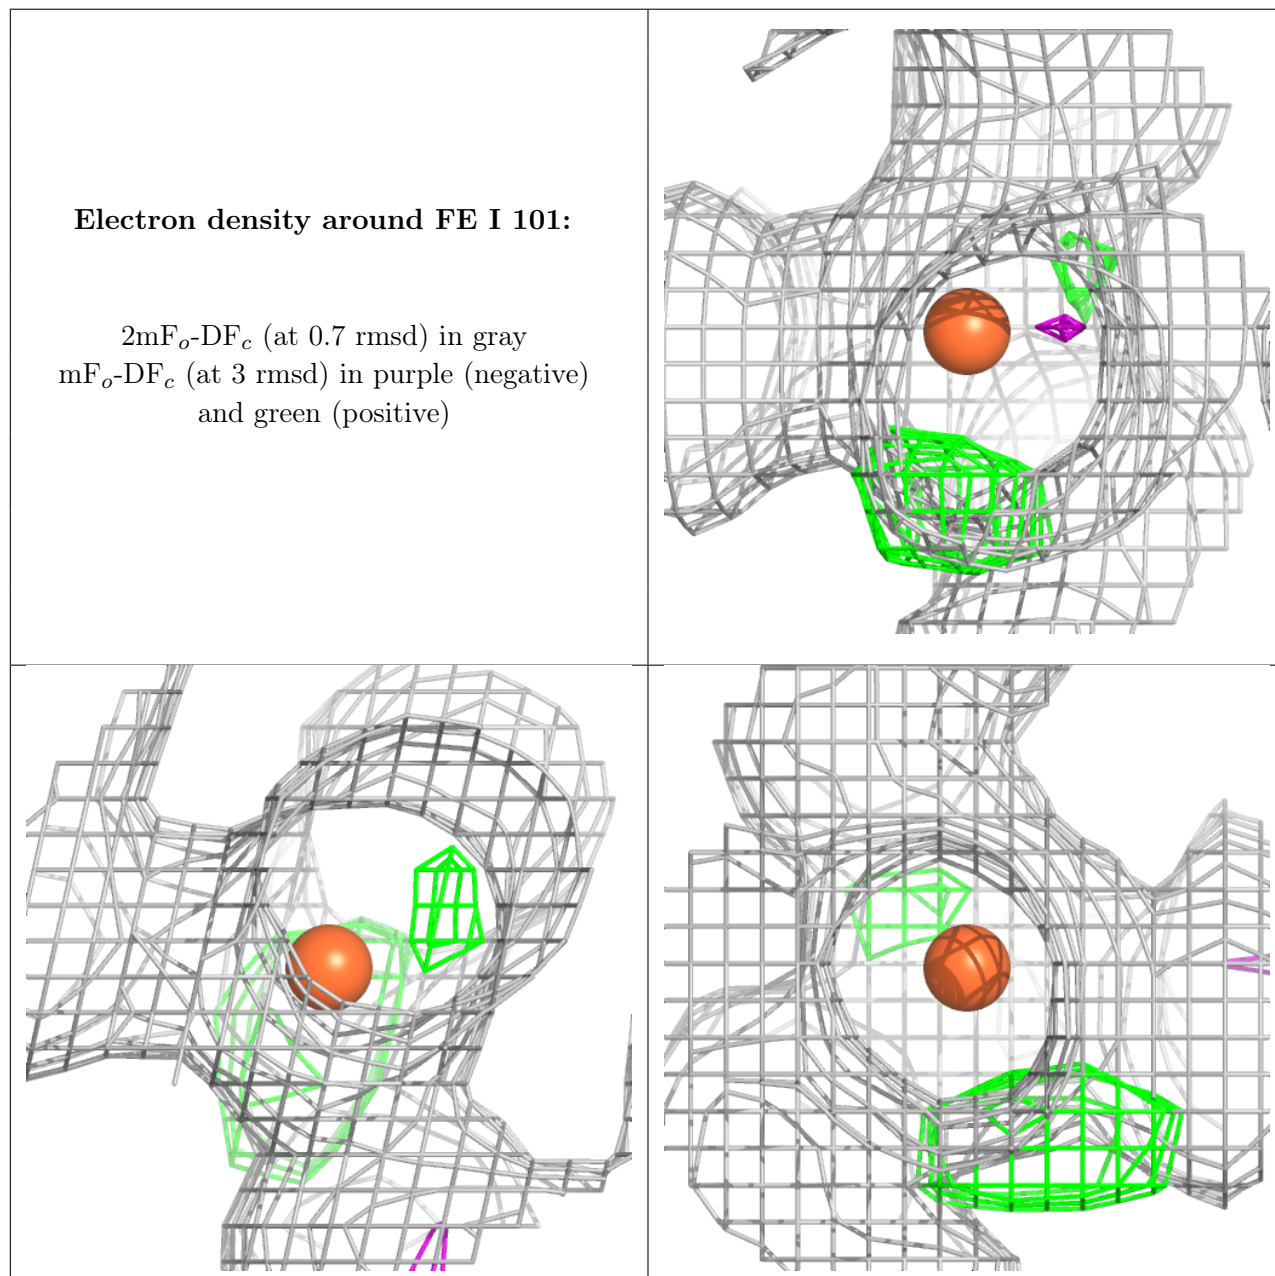 Electron density around FE I 101:
2mFo-DFc (at 0.7 rmsd) in gray
mFo-DFc (at 3 rmsd) in purple (negative)
and green (positive)